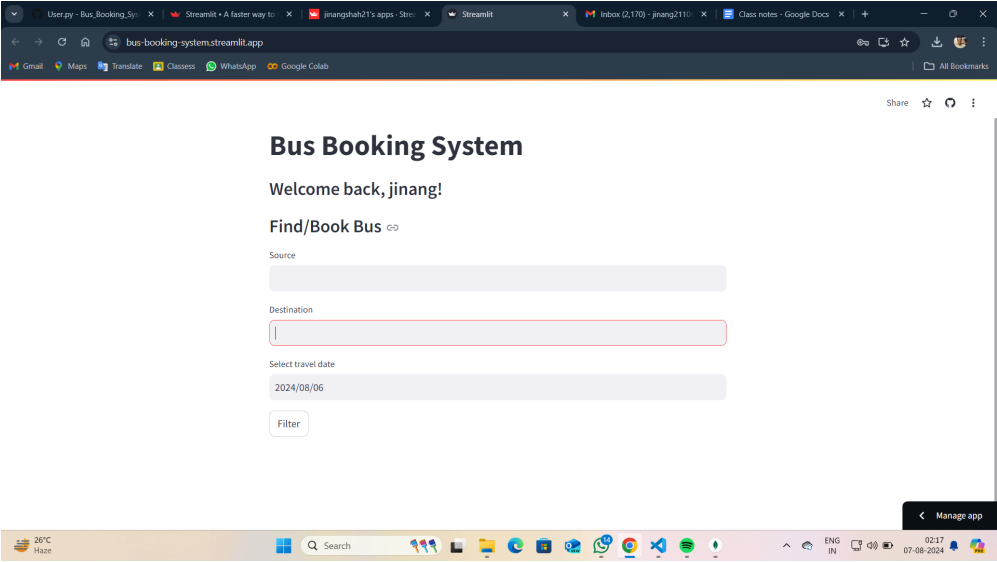 User.py - Bus_Booking_Sys
Streamlit • A faster way to
jinangshah21's apps · Strea
Streamlit
Inbox (2,170) - jinang2110
Class notes - Google Docs
bus-booking-system.streamlit.app
Gmail
Maps
Translate
Classess
WhatsApp
Google Colab
All Bookmarks
Share
Bus Booking System
Welcome back, jinang!
Find/Book Bus
Source
Destination
Select travel date
2024/08/06
Filter
Manage app
26°C
Haze
Search
14
ENG
IN
02:17
07-08-2024